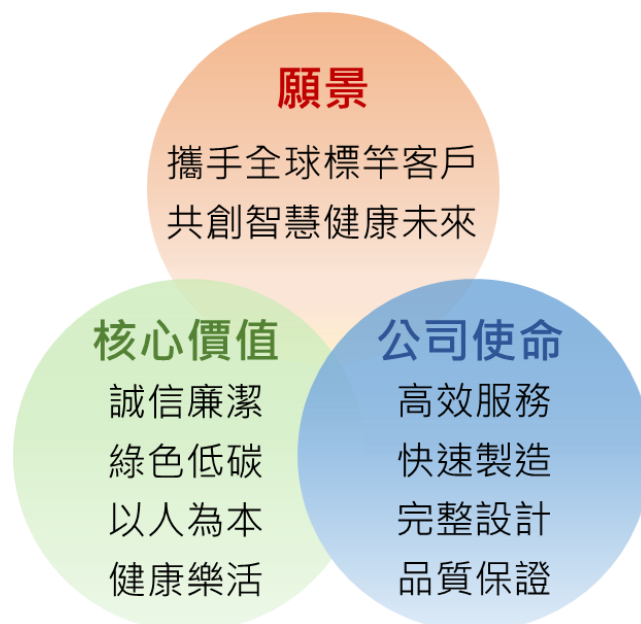 願景
攜手全球標竿客戶
共創智慧健康未來
核心價值
誠信廉潔
綠色低碳
以人為本
健康樂活
公司使命
高效服務
快速製造
完整設計
品質保證